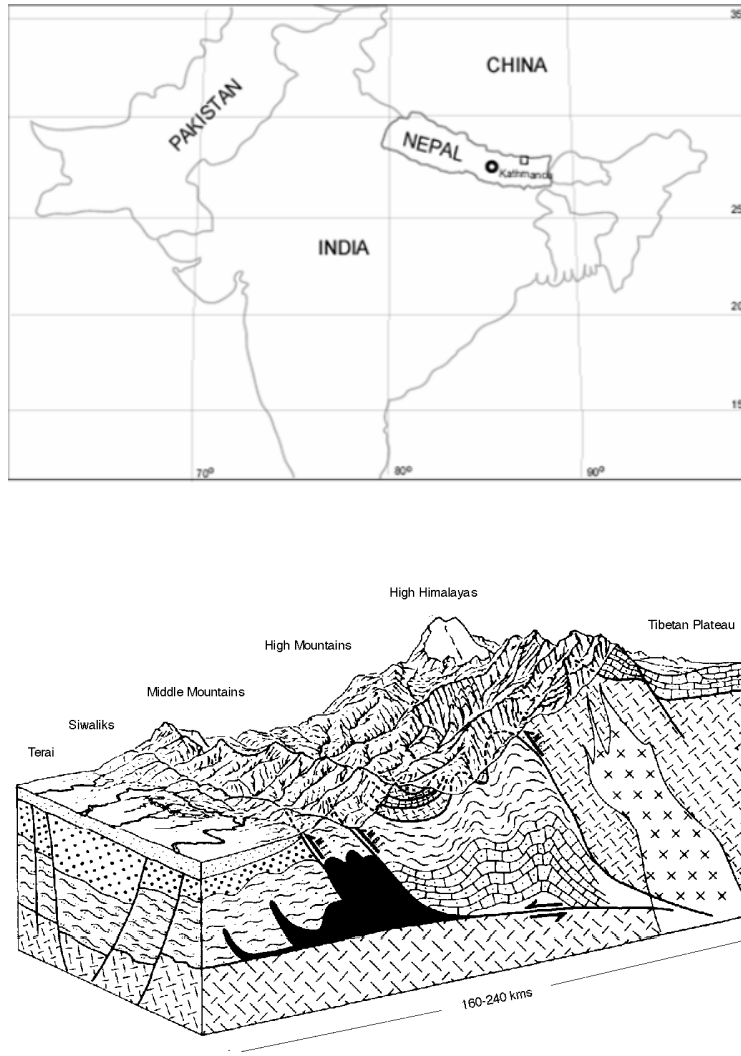 35
CHINA
PAKISTAN
NEPAL
Kathmandu
25
INDIA
20
15
70°
80°
90°
High Himalayas
Tibetan Plateau
High Mountains
Middle Mountains
Siwaliks
Terai
160-240 kms